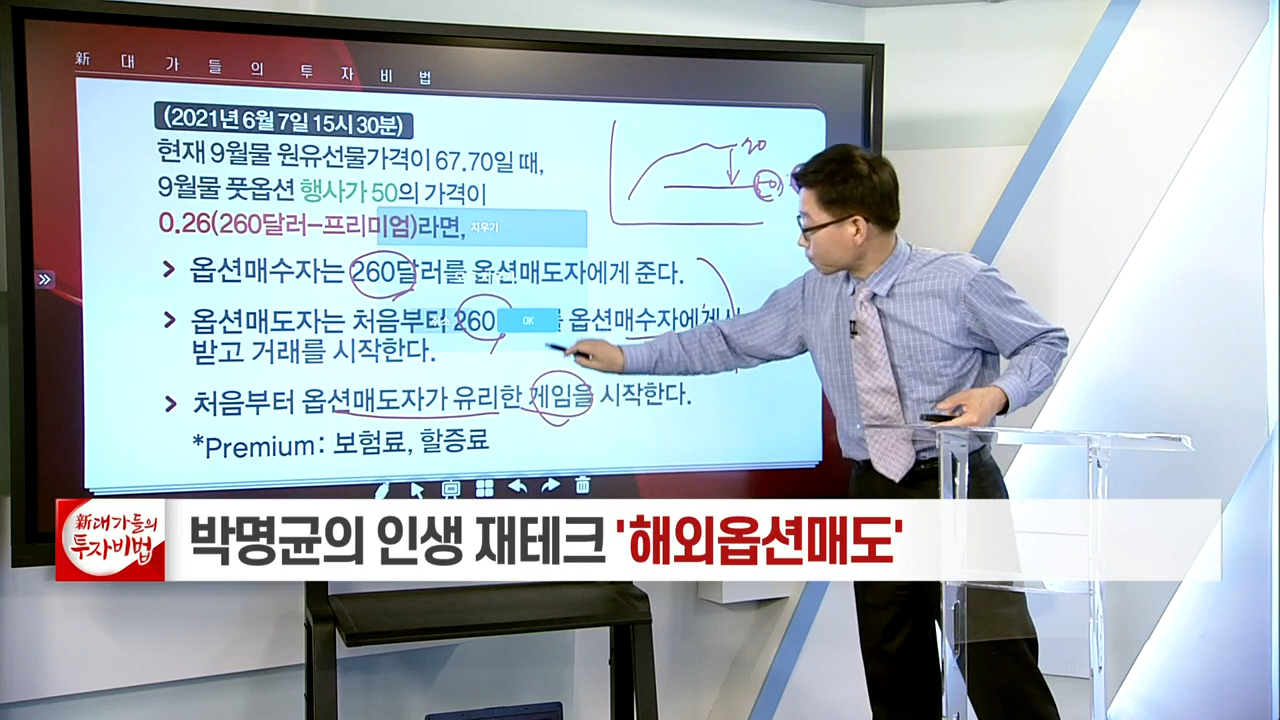 新 대 가 들 의 투 자 비 법
(2021년 6월 7일 15시 30분)
현재 9월물 원유선물가격이 67.70일 때,
9월물 풋옵션 행사가 50의 가격이
0.26(260달러-프리미엄)라면,
지우기
> 옵션매수자는 260달러를 옵션매도자에게 준다.
> 옵션매도자는 처음부터 260 를 옵션매수자에게서
OK
받고 거래를 시작한다.
> 처음부터 옵션매도자가 유리한 게임을 시작한다.
*Premium : 보험료, 할증료
70
50
»
新대가들의
투자비법
박명균의 인생 재테크 '해외옵션매도'